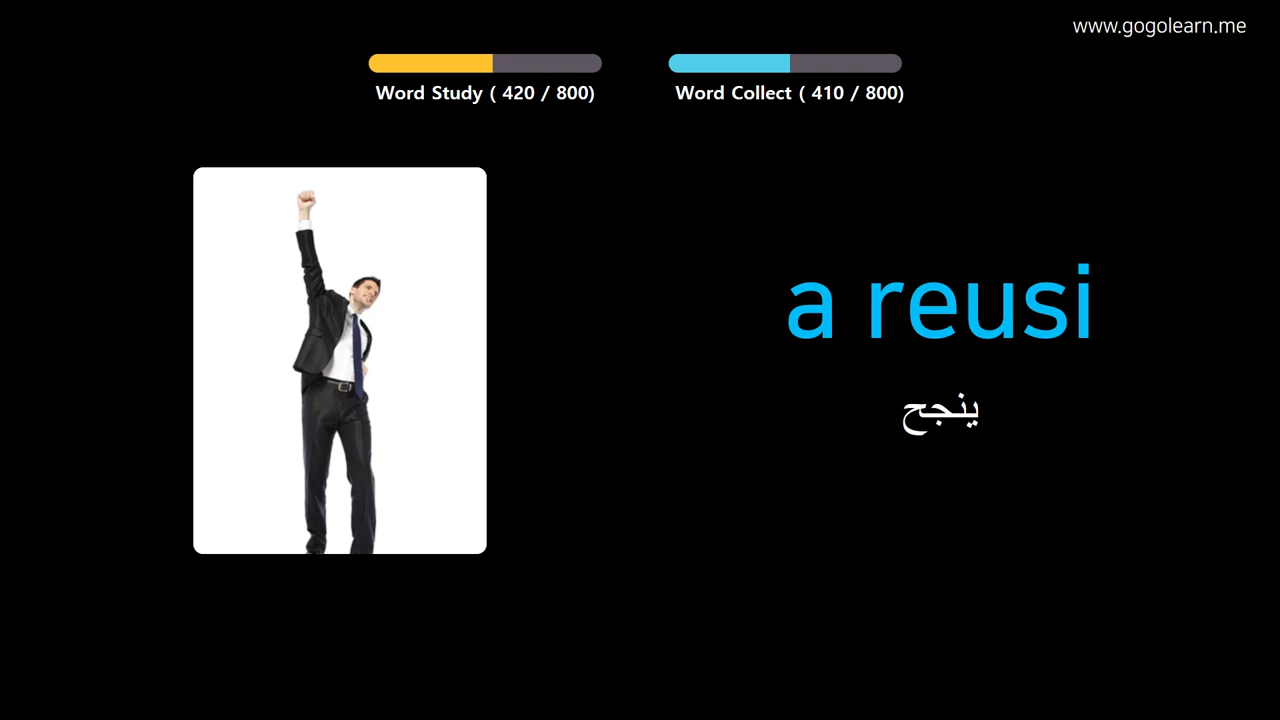 www.gogolearn.me
Word Study ( 420 / 800)
Word Collect ( 410 / 800)
a reusi
ينجح